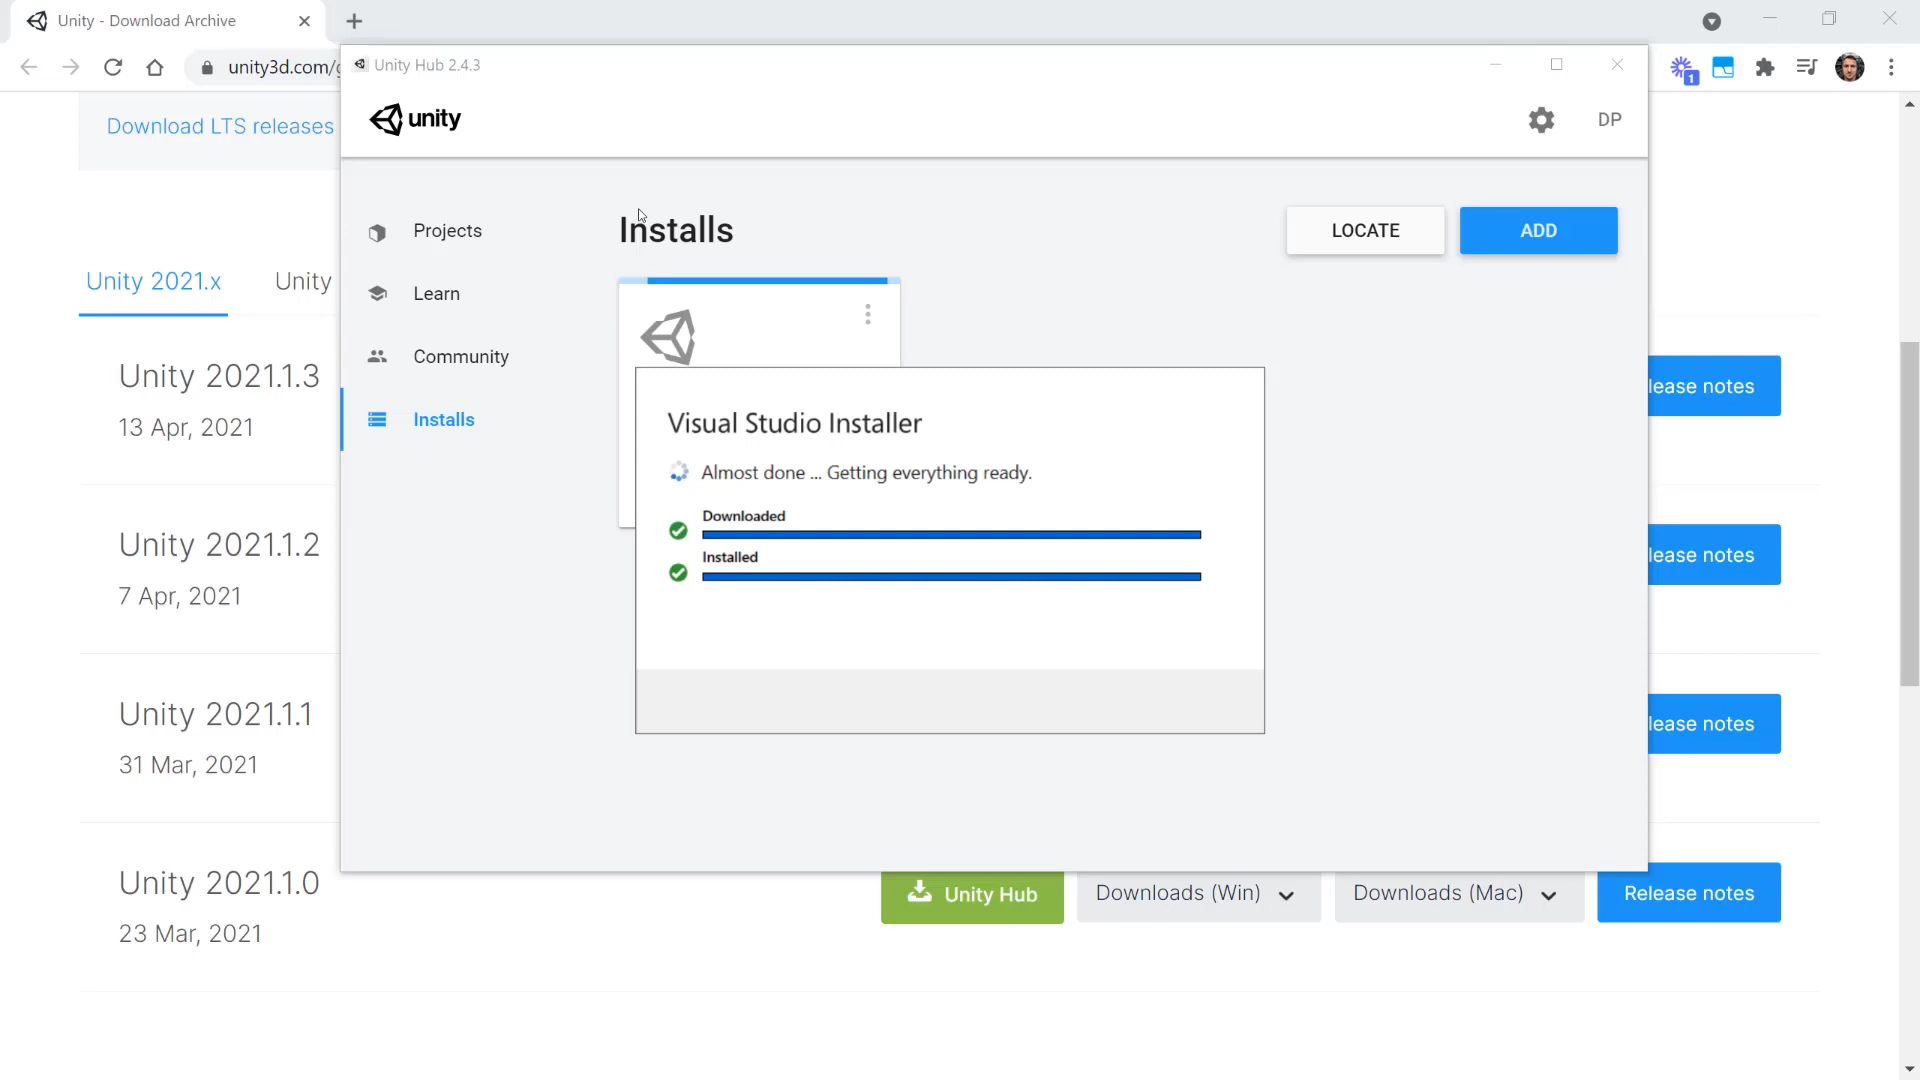 Unity - Download Archive
unity3d.com/
Unity Hub 2.4.3
1
unity
DP
Download LTS releases
Projects
Installs
LOCATE
ADD
Unity 2021.x
Unity
Learn
Community
Installs
Unity 2021.1.3
13 Apr, 2021
lease notes
Visual Studio Installer
Almost done ... Getting everything ready.
Downloaded
Installed
Unity 2021.1.2
7 Apr, 2021
lease notes
Unity 2021.1.1
31 Mar, 2021
lease notes
Unity 2021.1.0
23 Mar, 2021
Unity Hub
Downloads (Win)
Downloads (Mac)
Release notes